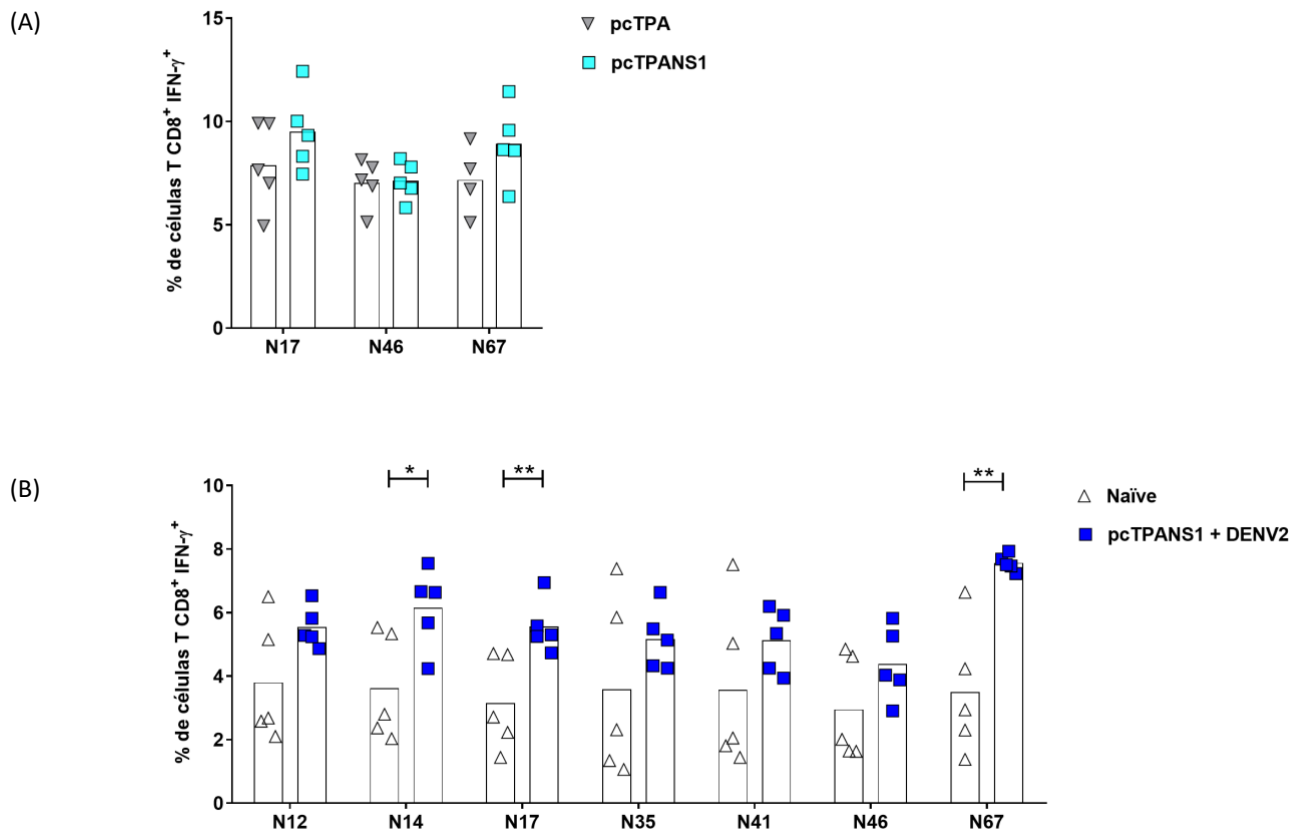 (A)
15
10
5
0
% de células T CD8⁺ IFN-γ⁺
pcTPA
pcTPANS1
N17 N46 N67
(B)
* ** **
10
8
6
4
2
0
% de células T CD8⁺ IFN-γ⁺
Naïve
pcTPANS1 + DENV2
N12 N14 N17 N35 N41 N46 N67